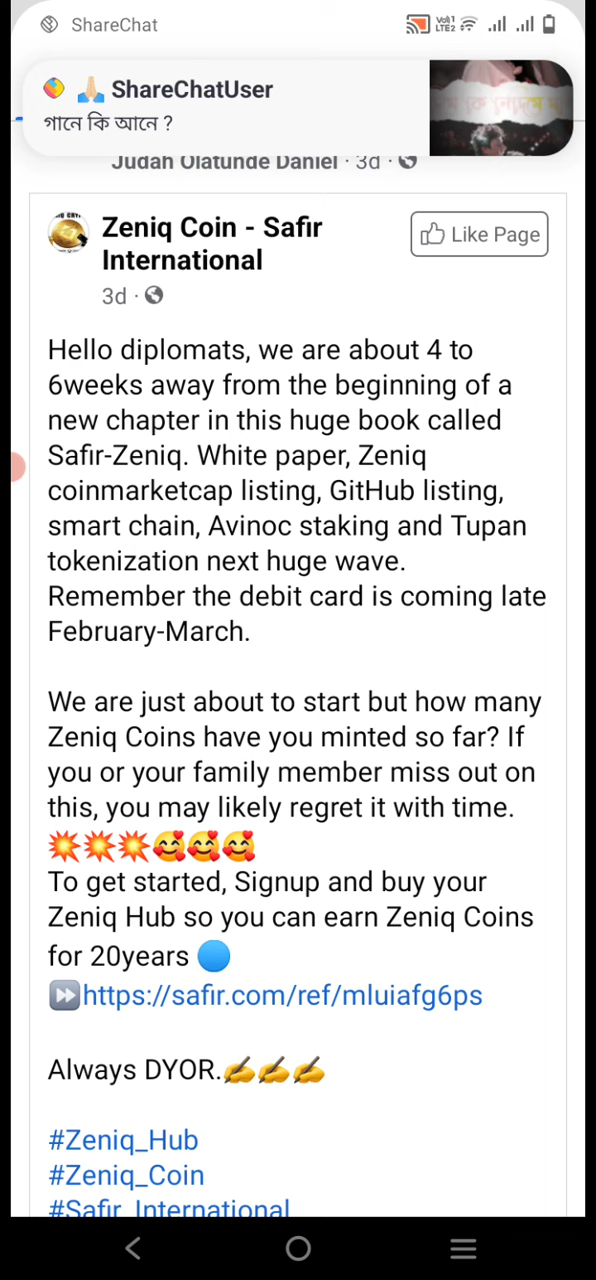 ShareChat
Vo)) 1
LTE2
ShareChatUser
গানে কি আনে ?
Judah Olatunde Daniel · 3d ·
Zeniq Coin - Safir
International
Like Page
3d ·
Hello diplomats, we are about 4 to
6weeks away from the beginning of a
new chapter in this huge book called
Safir-Zeniq. White paper, Zeniq
coinmarketcap listing, GitHub listing,
smart chain, Avinoc staking and Tupan
tokenization next huge wave.
Remember the debit card is coming late
February-March.
We are just about to start but how many
Zeniq Coins have you minted so far? If
you or your family member miss out on
this, you may likely regret it with time.
💥💥💥🥰🥰🥰
To get started, Signup and buy your
Zeniq Hub so you can earn Zeniq Coins
for 20years 🔵
⏩https://safir.com/ref/mluiafg6ps
Always DYOR.✍️✍️✍️
#Zeniq_Hub
#Zeniq_Coin
#Safir_International